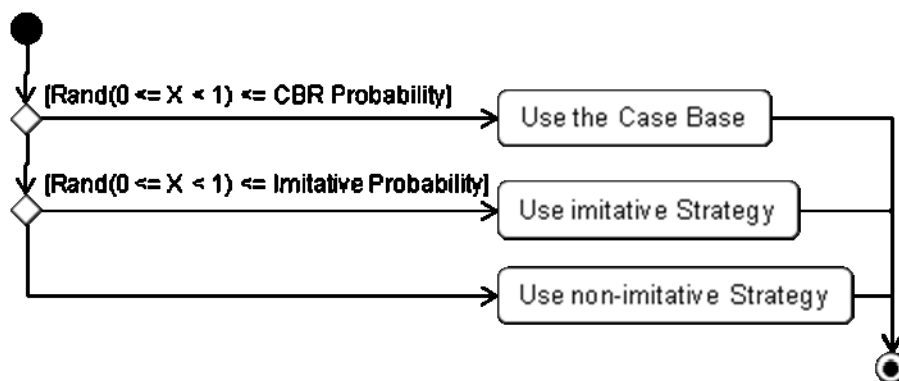 [Rand(0 <= X < 1) <= CBR Probability]
Use the Case Base
[Rand(0 <= X < 1) <= Imitative Probability]
Use imitative Strategy
Use non-imitative Strategy